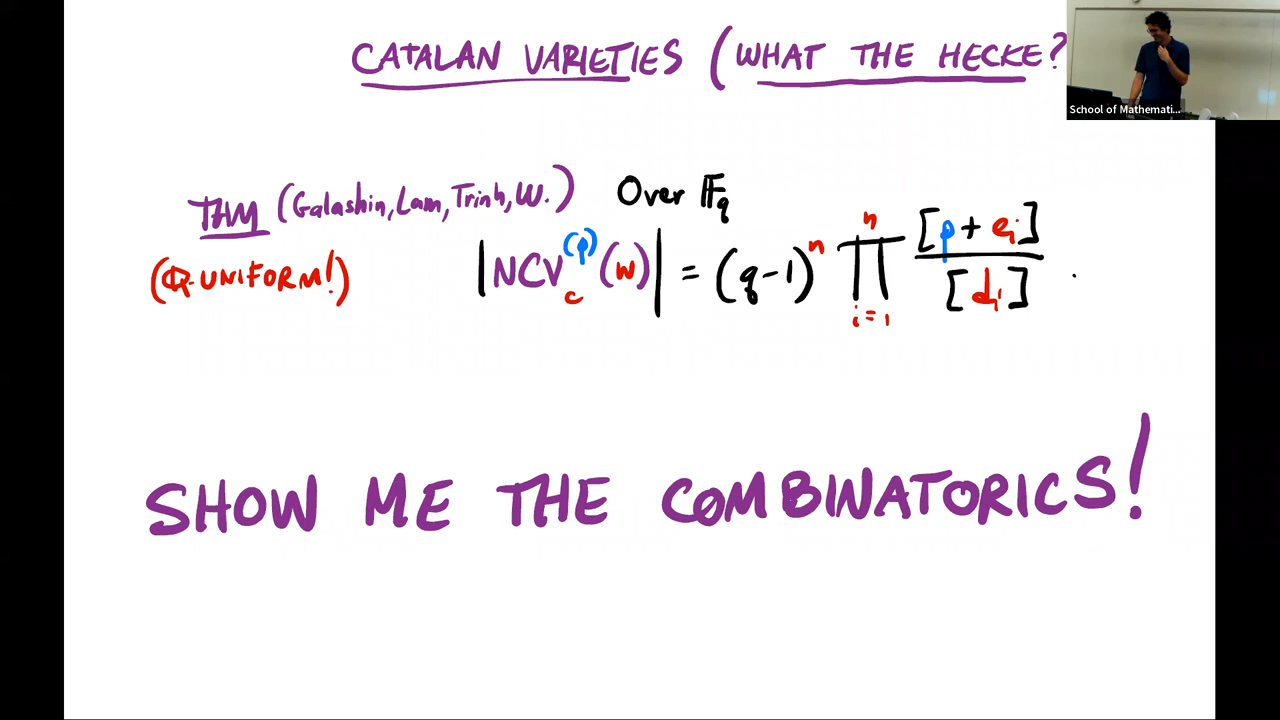 CATALAN VARIETIES (WHAT THE HECKE?
School of Mathemati...
THM (Galashin, Lam, Trinh, W.) Over 𝔽_q
(Q-UNIFORM!) |NCV_c^{(p)}(W)| = (q-1)^n ∏_{i=1}^n [p+e_i]/[d_i] .
SHOW ME THE COMBINATORICS!